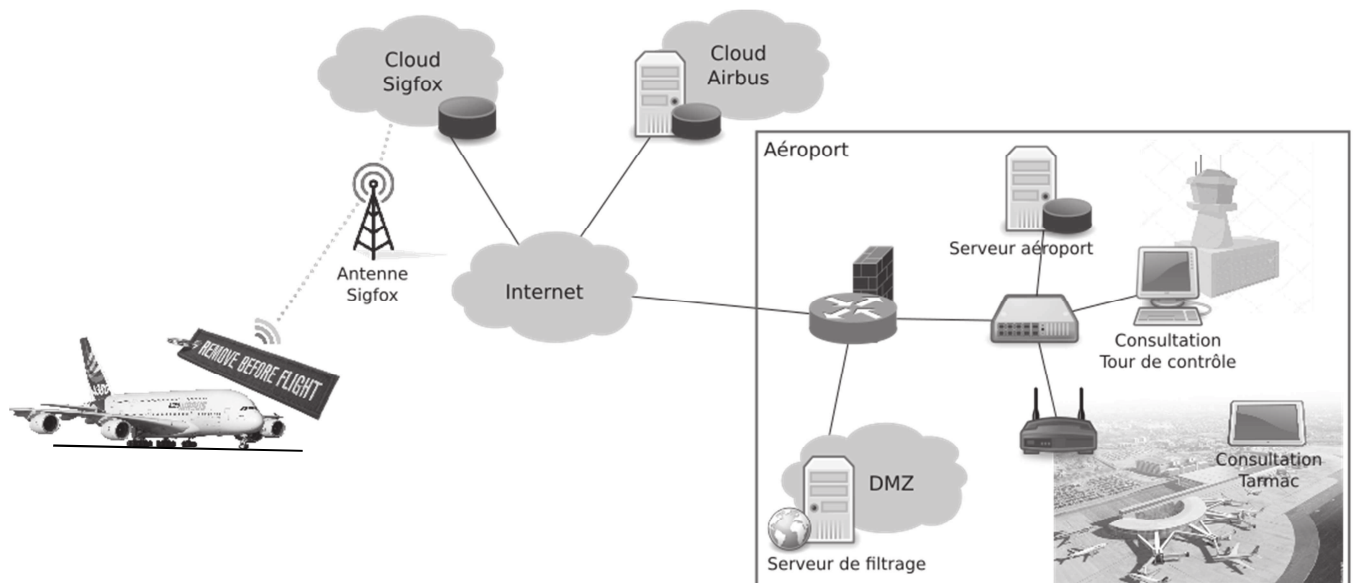 Cloud
Sigfox
Cloud
Airbus
Aéroport
Serveur aéroport
Antenne
Sigfox
Internet
Consultation
Tour de contrôle
REMOVE BEFORE FLIGHT
Consultation
Tarmac
DMZ
Serveur de filtrage